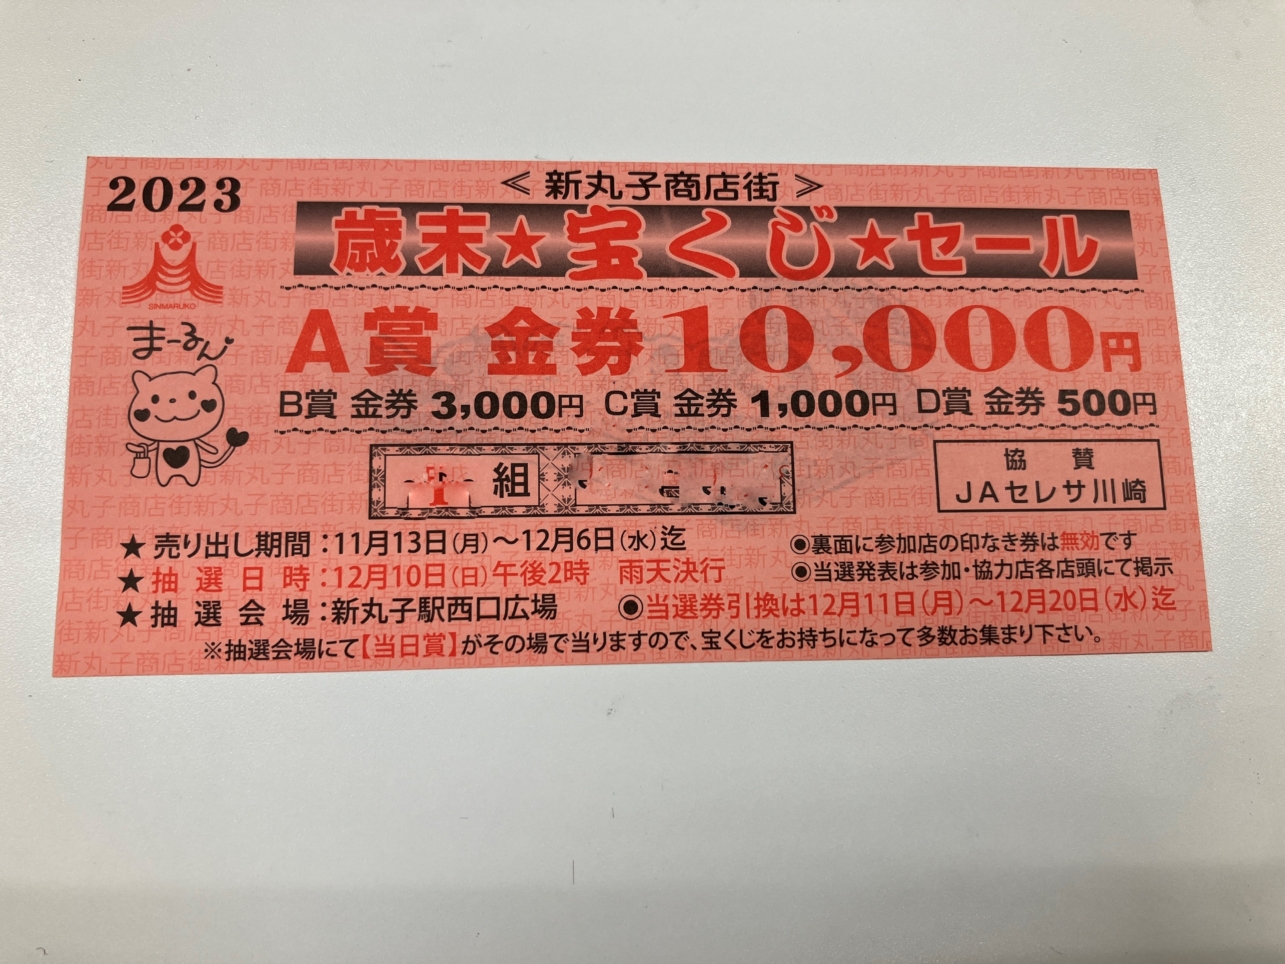 2023
≪ 新丸子商店街 ≫
歳末★宝くじ★セール
SINMARUKO
まーるん
A賞 金券10,000円
B賞 金券 3,000円 C賞 金券 1,000円 D賞 金券 500円
組
協 賛
JAセレサ川崎
★売り出し期間:11月13日(月)〜12月6日(水)迄
★抽選日時:12月10日(日)午後2時 雨天決行
★抽選会場:新丸子駅西口広場
◉裏面に参加店の印なき券は無効です
◉当選発表は参加・協力店各店頭にて掲示
◉当選券引換は12月11日(月)〜12月20日(水)迄
※抽選会場にて【当日賞】がその場で当りますので、宝くじをお持ちになって多数お集まり下さい。